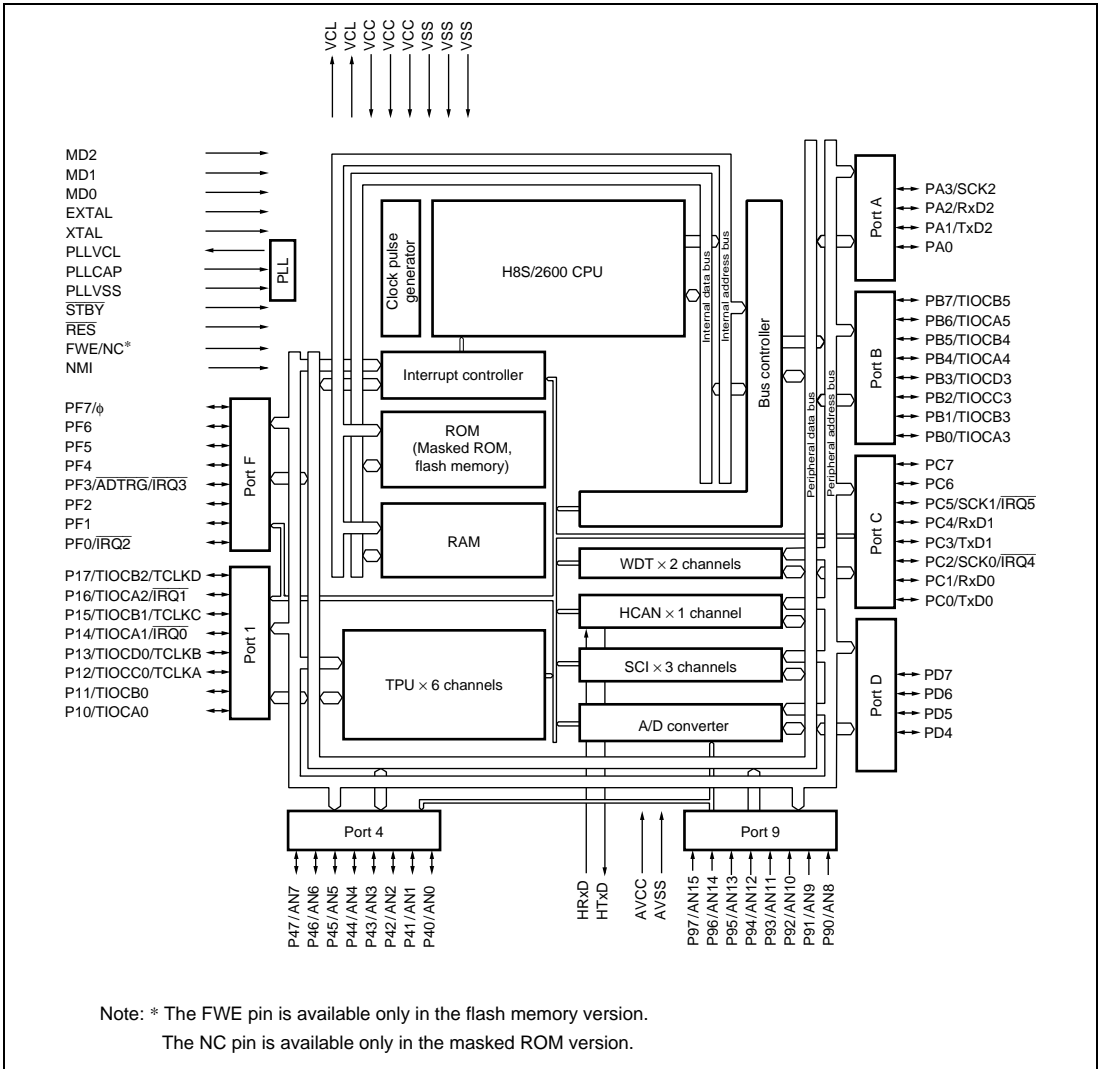 VCL
VCL
VCC
VCC
VCC
VSS
VSS
VSS
MD2
MD1
MD0
EXTAL
XTAL
PLLVCL
PLLCAP
PLLVSS
STBY
RES
FWE/NC*
NMI
PLL
Clock pulse
generator
H8S/2600 CPU
Internal data bus
Internal address bus
Bus controller
Peripheral data bus
Peripheral address bus
Interrupt controller
ROM
(Masked ROM,
flash memory)
RAM
WDT × 2 channels
HCAN × 1 channel
SCI × 3 channels
A/D converter
TPU × 6 channels
Port A
PA3/SCK2
PA2/RxD2
PA1/TxD2
PA0
Port B
PB7/TIOCB5
PB6/TIOCA5
PB5/TIOCB4
PB4/TIOCA4
PB3/TIOCD3
PB2/TIOCC3
PB1/TIOCB3
PB0/TIOCA3
Port C
PC7
PC6
PC5/SCK1/IRQ5
PC4/RxD1
PC3/TxD1
PC2/SCK0/IRQ4
PC1/RxD0
PC0/TxD0
Port D
PD7
PD6
PD5
PD4
PF7/ϕ
PF6
PF5
PF4
PF3/ADTRG/IRQ3
PF2
PF1
PF0/IRQ2
Port F
P17/TIOCB2/TCLKD
P16/TIOCA2/IRQ1
P15/TIOCB1/TCLKC
P14/TIOCA1/IRQ0
P13/TIOCD0/TCLKB
P12/TIOCC0/TCLKA
P11/TIOCB0
P10/TIOCA0
Port 1
Port 4
P47/AN7
P46/AN6
P45/AN5
P44/AN4
P43/AN3
P42/AN2
P41/AN1
P40/AN0
HRxD
HTxD
AVCC
AVSS
Port 9
P97/AN15
P96/AN14
P95/AN13
P94/AN12
P93/AN11
P92/AN10
P91/AN9
P90/AN8
Note: * The FWE pin is available only in the flash memory version.
The NC pin is available only in the masked ROM version.